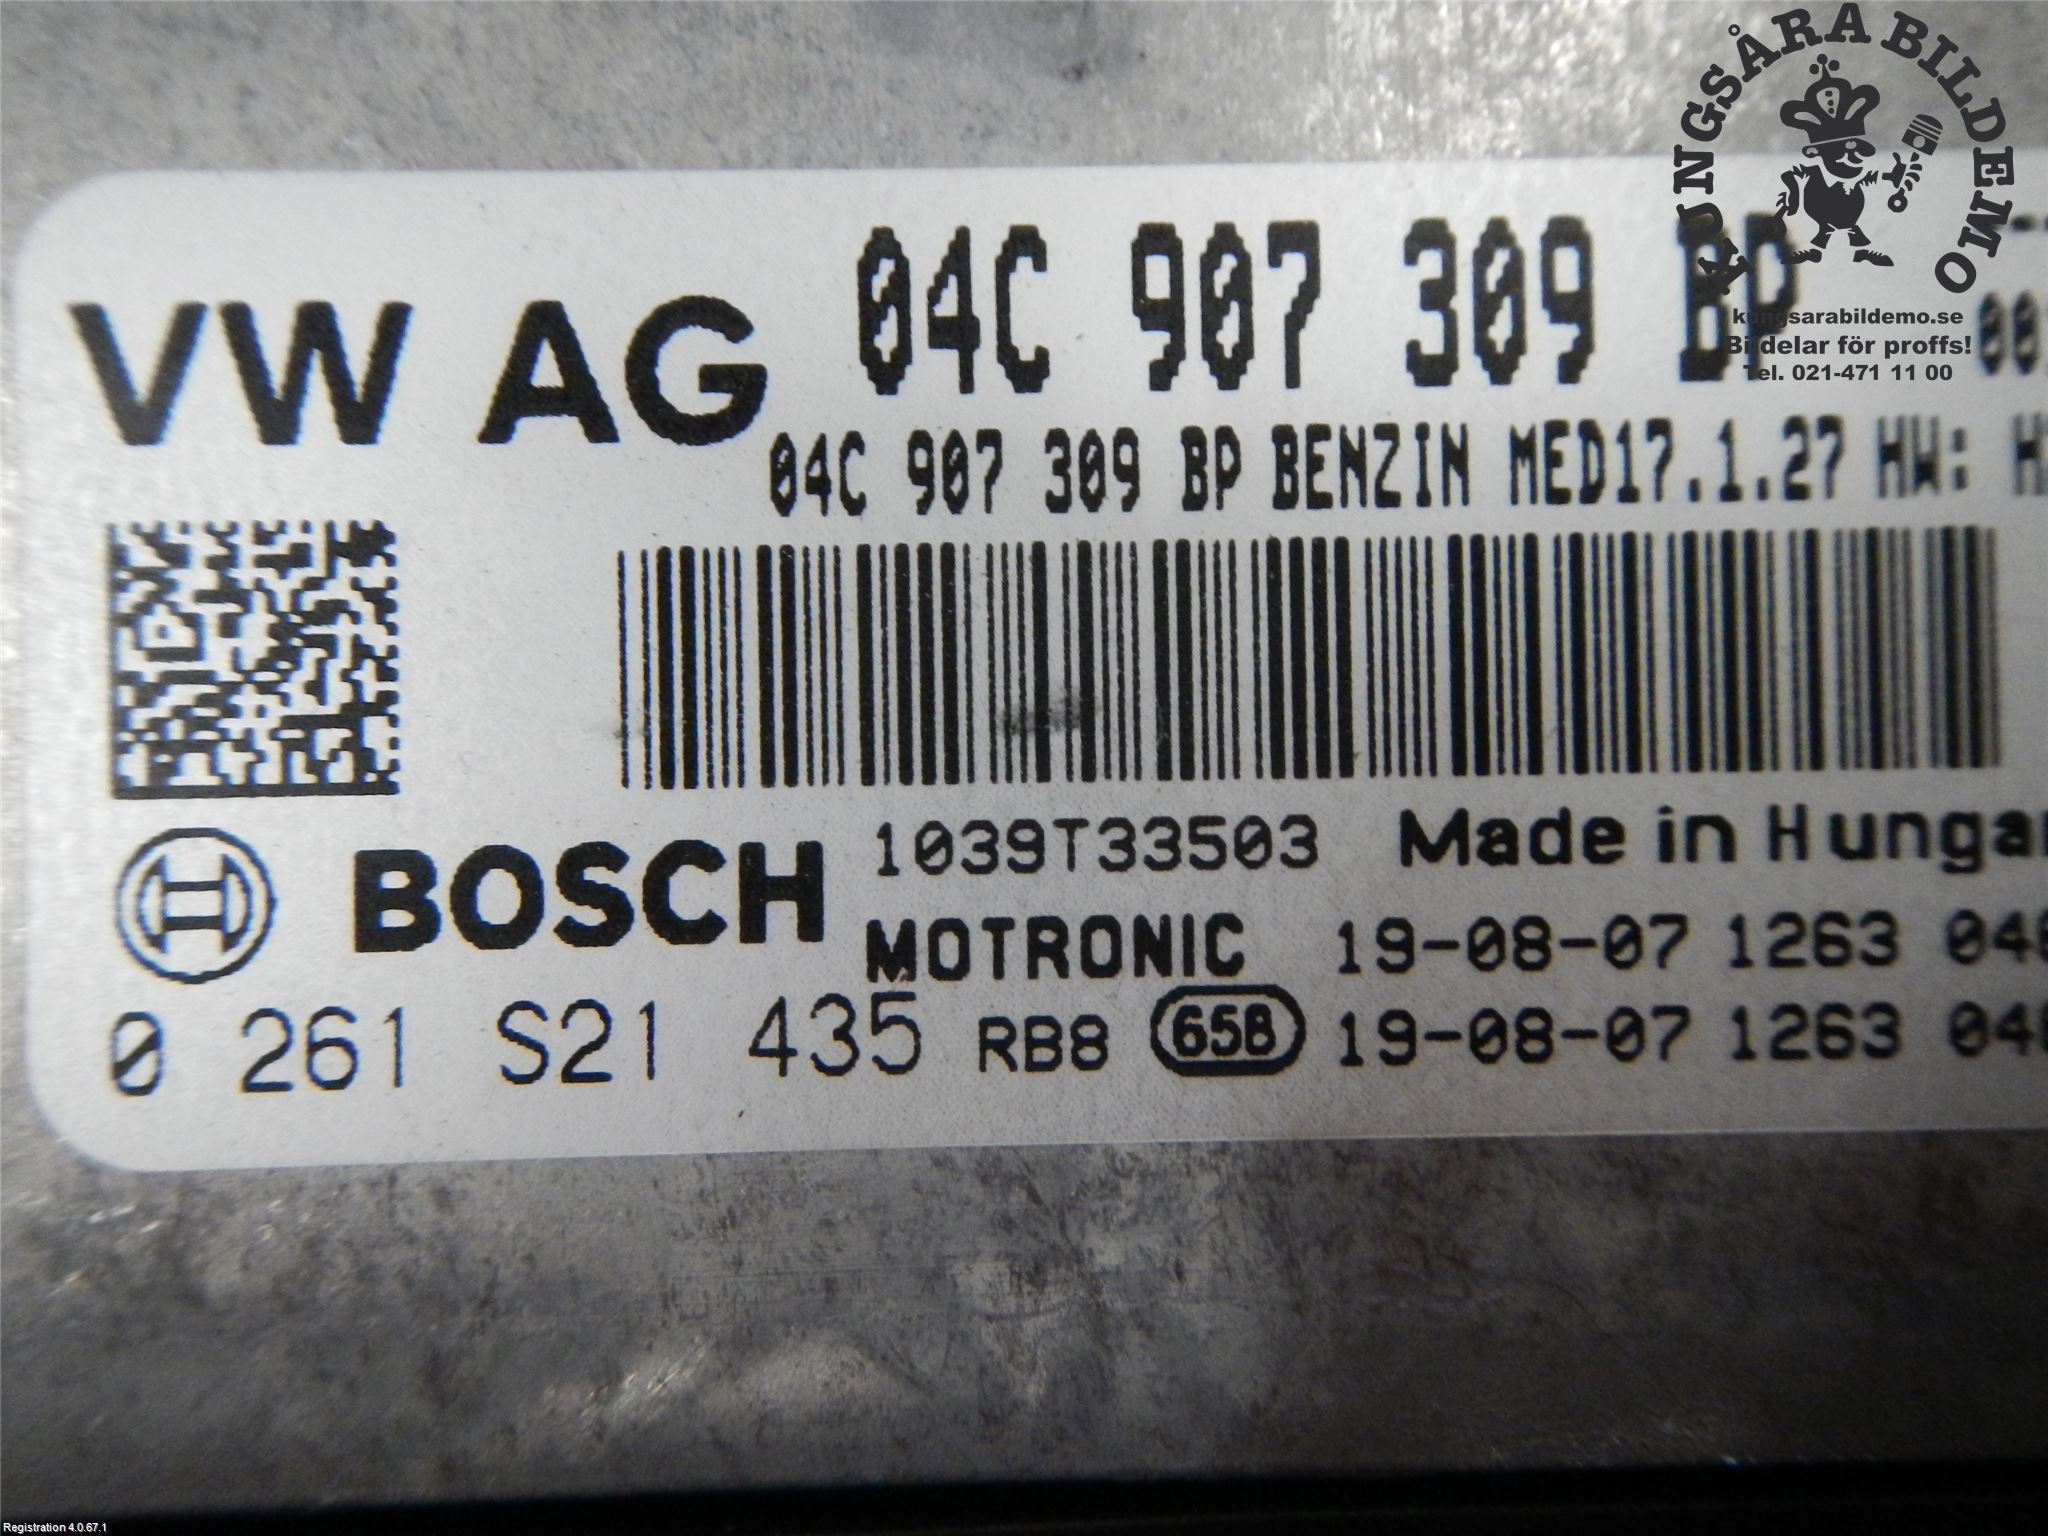 KUNGSÅRA BILDEMO
VW AG 04C 907 309 BP
kungsarabildemo.se
Bildelar för proffs!
Tel. 021-471 11 00
04C 907 309 BP BENZIN MED17.1.27 HW:
BOSCH 1039T33503 Made in
MOTRONIC 19-08-07 1263
0 261 S21 435 RB8 65B 19-08-07 1263
Registration 4.0.67.1